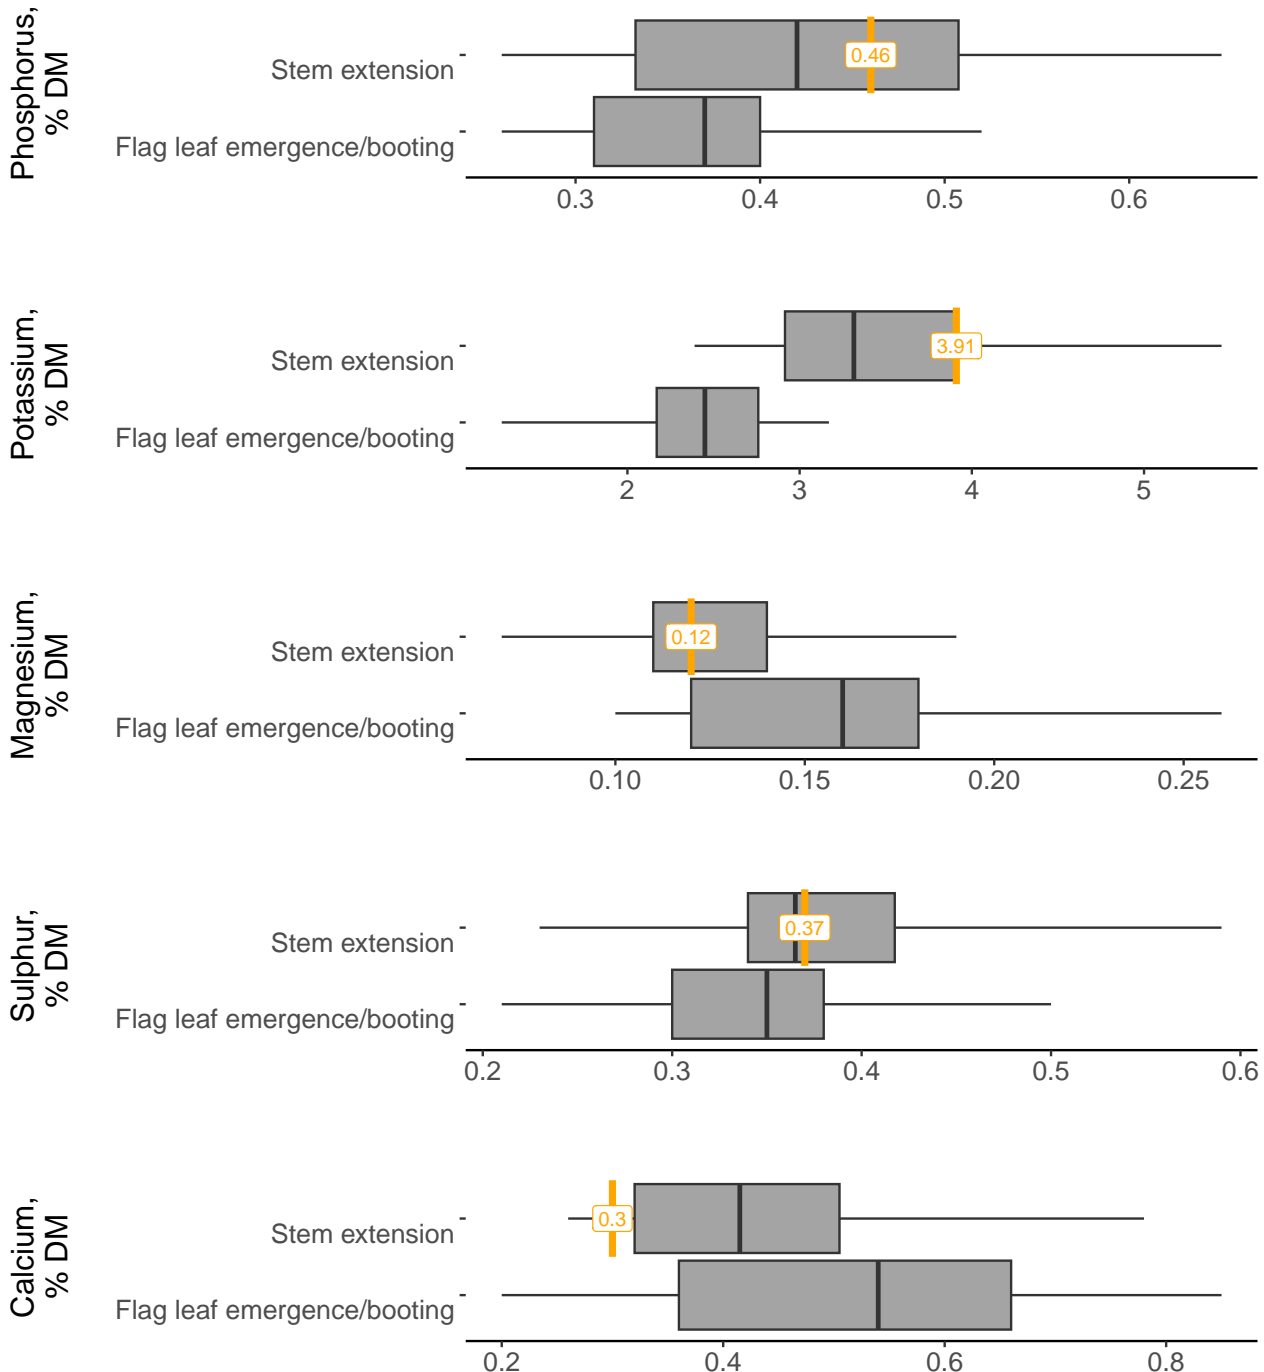 Phosphorus,
% DM
Stem extension
0.46
Flag leaf emergence/booting
0.3 0.4 0.5 0.6
Potassium,
% DM
Stem extension
3.91
Flag leaf emergence/booting
2 3 4 5
Magnesium,
% DM
Stem extension
0.12
Flag leaf emergence/booting
0.10 0.15 0.20 0.25
Sulphur,
% DM
Stem extension
0.37
Flag leaf emergence/booting
0.2 0.3 0.4 0.5 0.6
Calcium,
% DM
Stem extension
0.3
Flag leaf emergence/booting
0.2 0.4 0.6 0.8